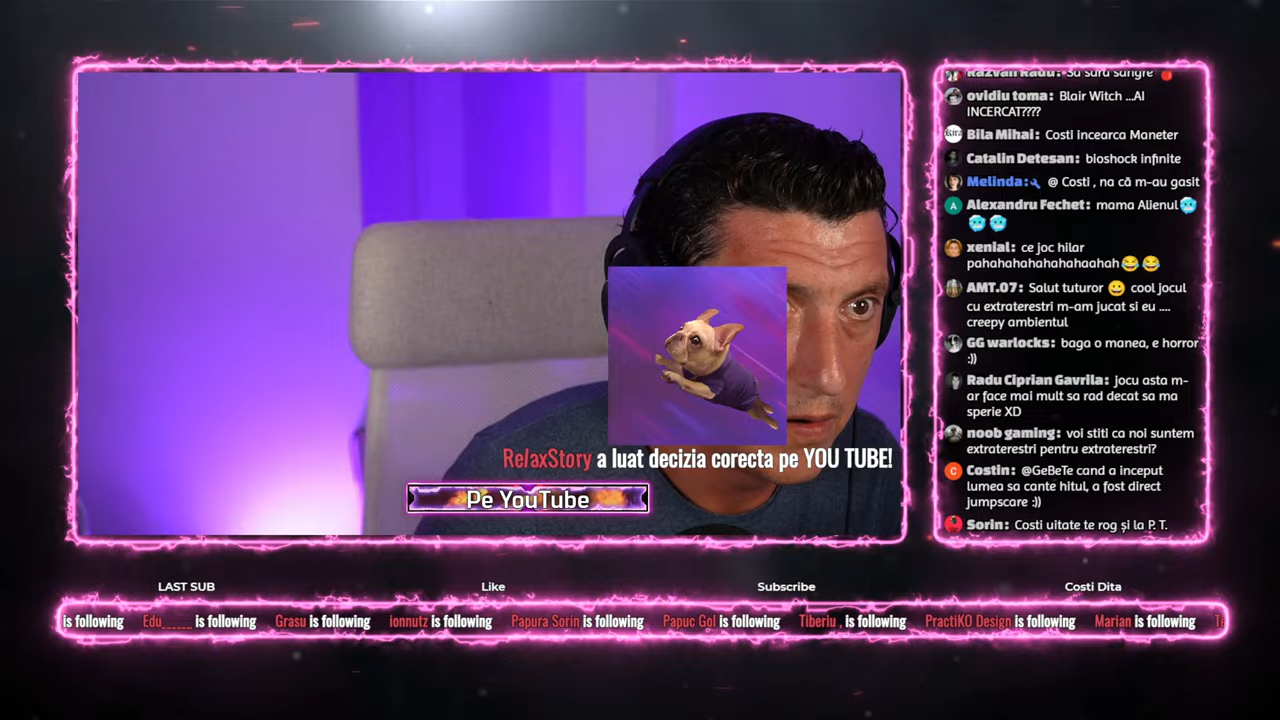 RelaxStory a luat decizia corecta pe YOU TUBE!
Pe YouTube
Razvan Radu: Sa sara sangre
ovidiu toma: Blair Witch ...AI
INCERCAT????
Bila Mihai: Costi incearca Maneter
Catalin Detesan: bioshock infinite
Melinda: @ Costi , na că m-au gasit
Alexandru Fechet: mama Alienul🥶
🥶🥶
xenial: ce joc hilar
pahahahahahahahaahah😂😂
AMT.07: Salut tuturor 😀 cool jocul
cu extraterestri m-am jucat si eu ....
creepy ambientul
GG warlocks: baga o manea, e horror
:))
Radu Ciprian Gavrila: jocu asta m-
ar face mai mult sa rad decat sa ma
sperie XD
noob gaming: voi stiti ca noi suntem
extraterestri pentru extraterestri?
Costin: @GeBeTe cand a inceput
lumea sa cante hitul, a fost direct
jumpscare :))
Sorin: Costi uitate te rog și la P. T.
LAST SUB
Like
Subscribe
Costi Dita
is following Edu______ is following Grasu is following ionnutz is following Papura Sorin is following Papuc Gol is following Tiberiu , is following PractiKO Design is following Marian is following